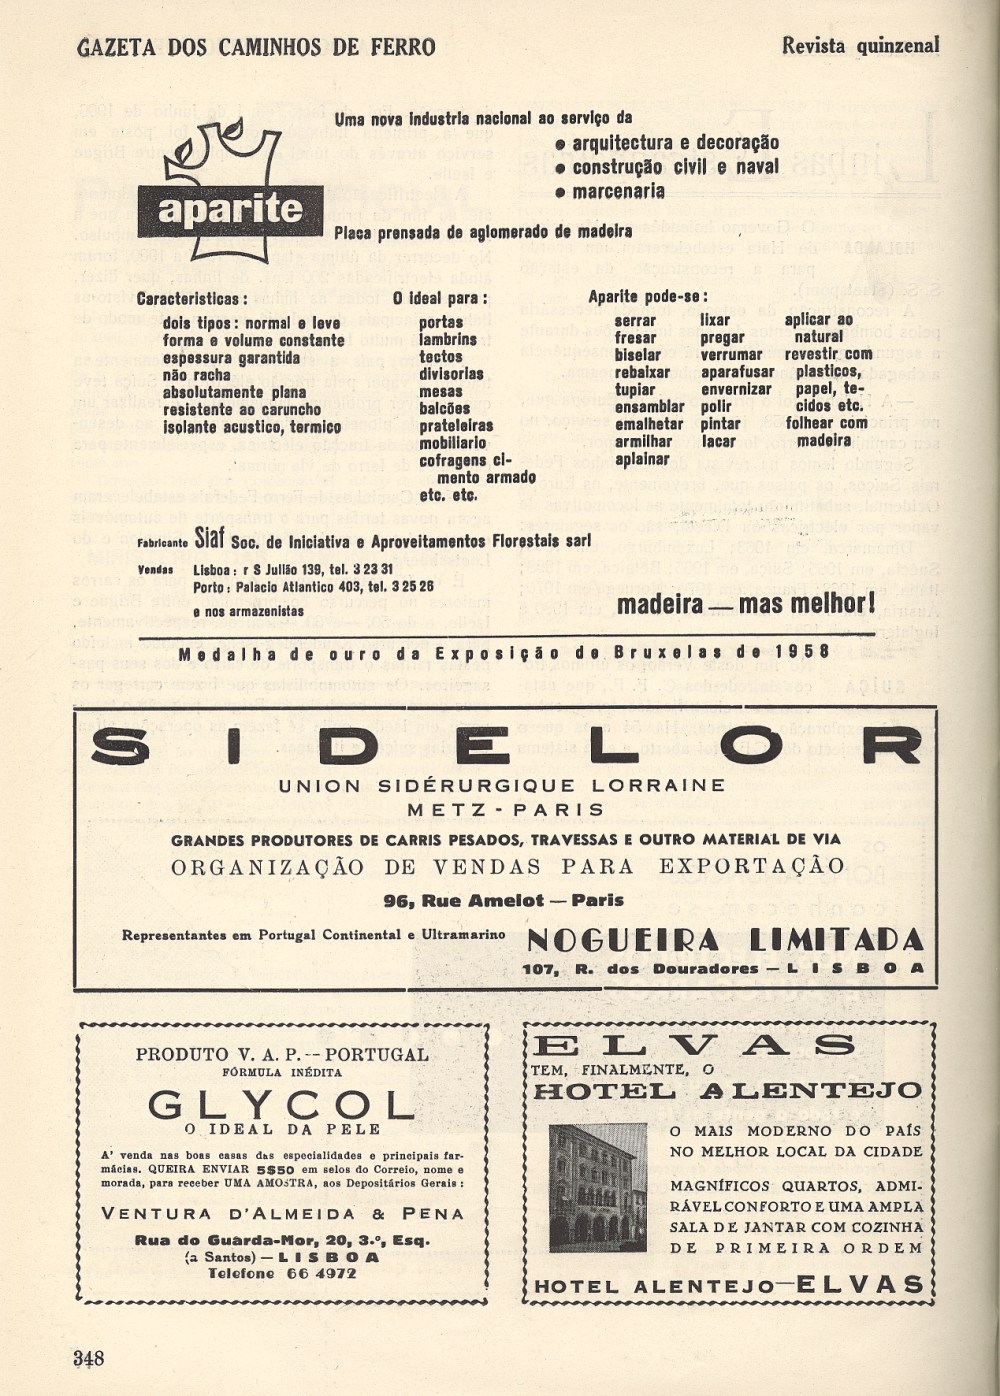 GAZETA DOS CAMINHOS DE FERRO
Revista quinzenal
aparite
Uma nova industria nacional ao serviço da
● arquitectura e decoração
● construção civil e naval
● marcenaria
Placa prensada de aglomerado de madeira
Caracteristicas:
dois tipos: normal e leve
forma e volume constante
espessura garantida
não racha
absolutamente plana
resistente ao caruncho
isolante acustico, termico
O ideal para:
portas
lambrins
tectos
divisorias
mesas
balcões
prateleiras
mobiliario
cofragens ci-
mento armado
etc. etc.
Aparite pode-se:
serrar
fresar
biselar
rebaixar
tupiar
ensamblar
emalhetar
armilhar
aplainar
lixar
pregar
verrumar
aparafusar
envernizar
polir
pintar
lacar
aplicar ao
natural
revestir com
plasticos,
papel, te-
cidos etc.
folhear com
madeira
Fabricante Siaf Soc. de Iniciativa e Aproveitamentos Florestais sarl
Vendas Lisboa: r S Julião 139, tel. 3 23 31
Porto: Palacio Atlantico 403, tel. 3 25 26
e nos armazenistas
madeira — mas melhor!
Medalha de ouro da Exposição de Bruxelas de 1958
SIDELOR
UNION SIDÉRURGIQUE LORRAINE
METZ - PARIS
GRANDES PRODUTORES DE CARRIS PESADOS, TRAVESSAS E OUTRO MATERIAL DE VIA
ORGANIZAÇÃO DE VENDAS PARA EXPORTAÇÃO
96, Rue Amelot — Paris
Representantes em Portugal Continental e Ultramarino NOGUEIRA LIMITADA
107, R. dos Douradores — LISBOA
PRODUTO V. A. P. -- PORTUGAL
FÓRMULA INÉDITA
GLYCOL
O IDEAL DA PELE
A' venda nas boas casas das especialidades e principais far-
mácias. QUEIRA ENVIAR 5$50 em selos do Correio, nome e
morada, para receber UMA AMOSTRA, aos Depositários Gerais:
VENTURA D'ALMEIDA & PENA
Rua do Guarda-Mor, 20, 3.º, Esq.
(a Santos) — LISBOA
Telefone 66 4972
ELVAS
TEM, FINALMENTE, O
HOTEL ALENTEJO
O MAIS MODERNO DO PAÍS
NO MELHOR LOCAL DA CIDADE
MAGNÍFICOS QUARTOS, ADMI-
RÁVEL CONFORTO E UMA AMPLA
SALA DE JANTAR COM COZINHA
DE PRIMEIRA ORDEM
HOTEL ALENTEJO—ELVAS
348